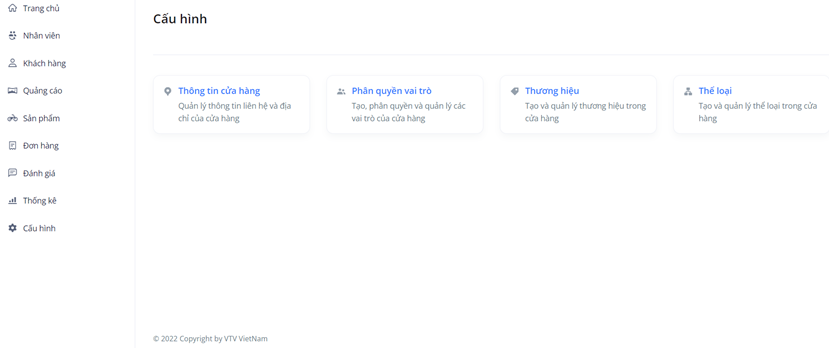 Trang chủ
Nhân viên
Khách hàng
Quảng cáo
Sản phẩm
Đơn hàng
Đánh giá
Thống kê
Cấu hình
Cấu hình
Thông tin cửa hàng
Quản lý thông tin liên hệ và địa
chỉ của cửa hàng
Phân quyền vai trò
Tạo, phân quyền và quản lý các
vai trò của cửa hàng
Thương hiệu
Tạo và quản lý thương hiệu trong
cửa hàng
Thể loại
Tạo và quản lý thể loại trong cửa
hàng
© 2022 Copyright by VTV VietNam